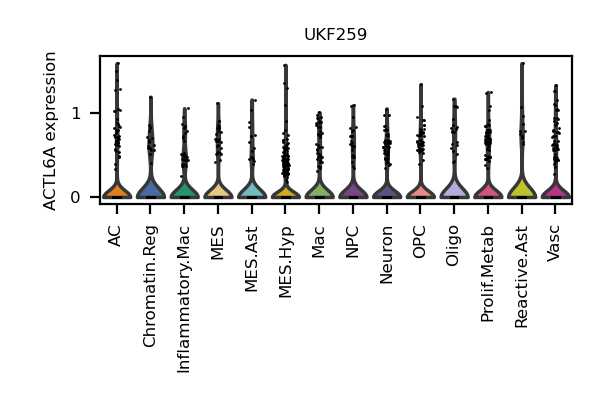 UKF259
ACTL6A expression
1
0
AC
Chromatin.Reg
Inflammatory.Mac
MES
MES.Ast
MES.Hyp
Mac
NPC
Neuron
OPC
Oligo
Prolif.Metab
Reactive.Ast
Vasc